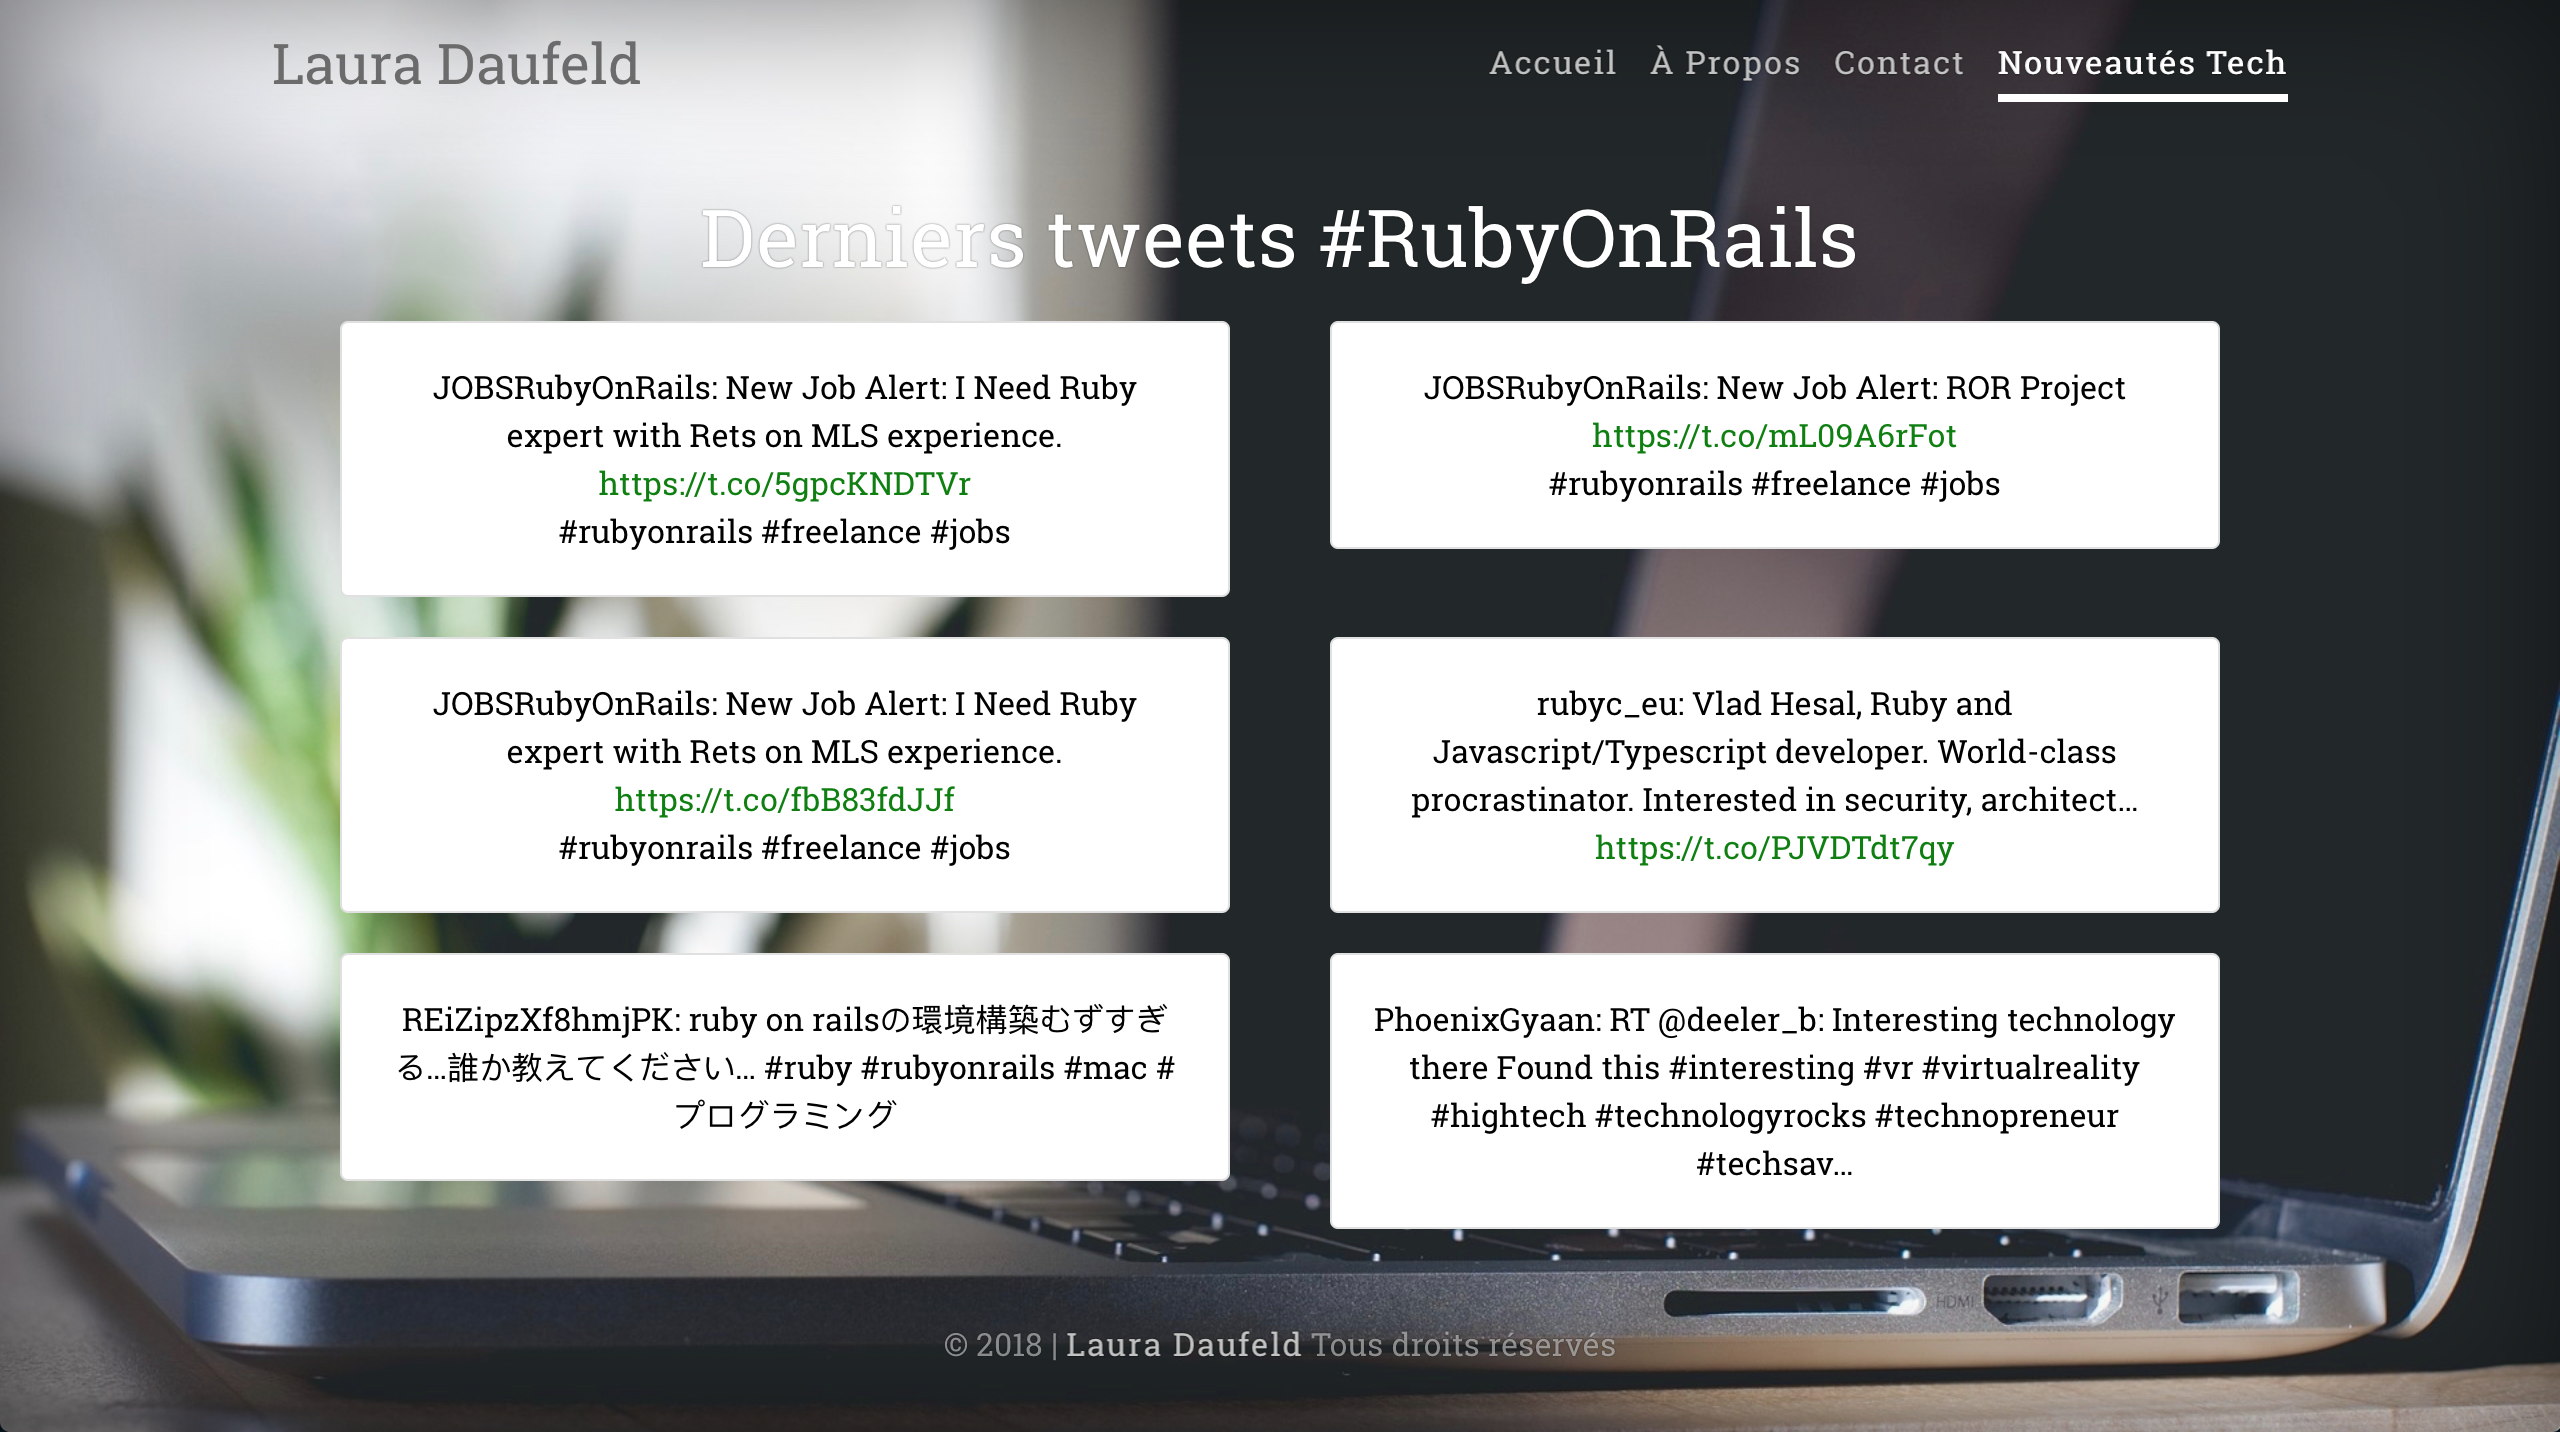 Laura Daufeld
Accueil À Propos Contact Nouveautés Tech
Derniers tweets #RubyOnRails
JOBSRubyOnRails: New Job Alert: I Need Ruby
expert with Rets on MLS experience.
https://t.co/5gpcKNDTVr
#rubyonrails #freelance #jobs
JOBSRubyOnRails: New Job Alert: ROR Project
https://t.co/mL09A6rFot
#rubyonrails #freelance #jobs
JOBSRubyOnRails: New Job Alert: I Need Ruby
expert with Rets on MLS experience.
https://t.co/fbB83fdJJf
#rubyonrails #freelance #jobs
rubyc_eu: Vlad Hesal, Ruby and
Javascript/Typescript developer. World-class
procrastinator. Interested in security, architect…
https://t.co/PJVDTdt7qy
REiZipzXf8hmjPK: ruby on railsの環境構築むずすぎ
る…誰か教えてください… #ruby #rubyonrails #mac #
プログラミング
PhoenixGyaan: RT @deeler_b: Interesting technology
there Found this #interesting #vr #virtualreality
#hightech #technologyrocks #technopreneur
#techsav…
HDMI
© 2018 | Laura Daufeld Tous droits réservés